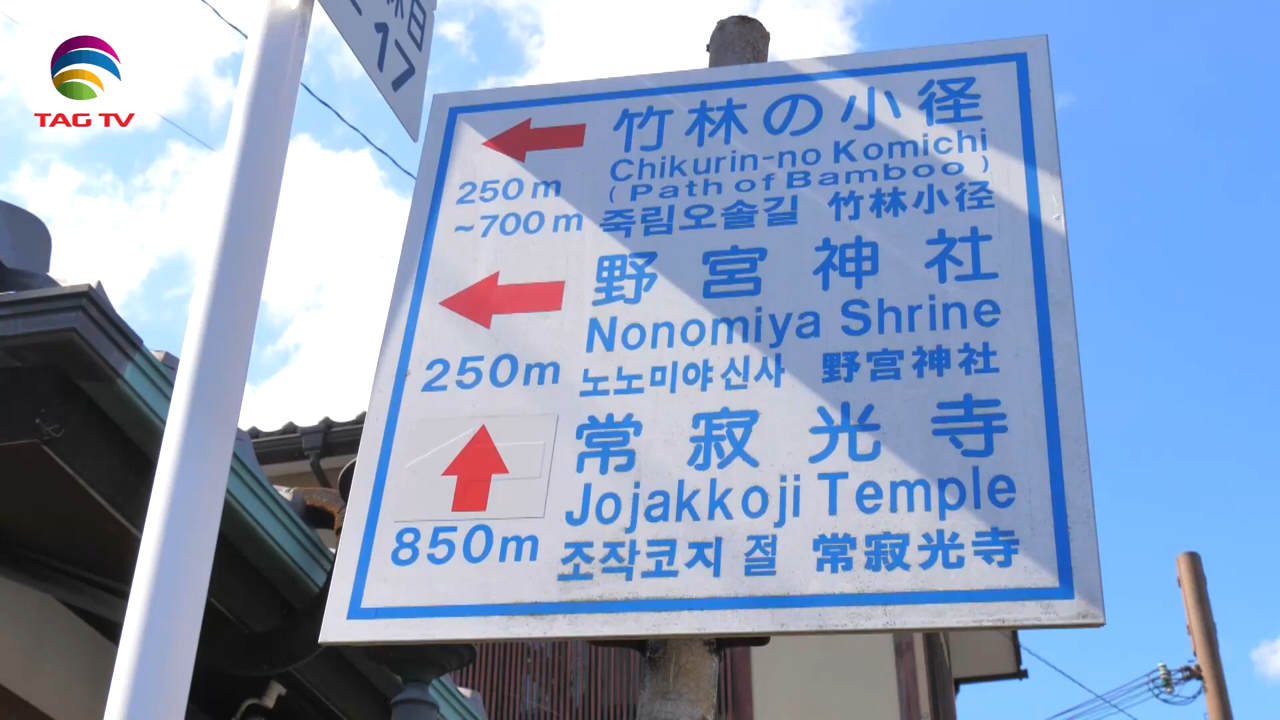 TAG TV
休日
17
竹林の小径
Chikurin-no Komichi
(Path of Bamboo)
250m
~700m
죽림오솔길 竹林小径
野宮神社
Nonomiya Shrine
250m
노노미야신사 野宮神社
常寂光寺
Jojakkoji Temple
850m
조작코지 절 常寂光寺